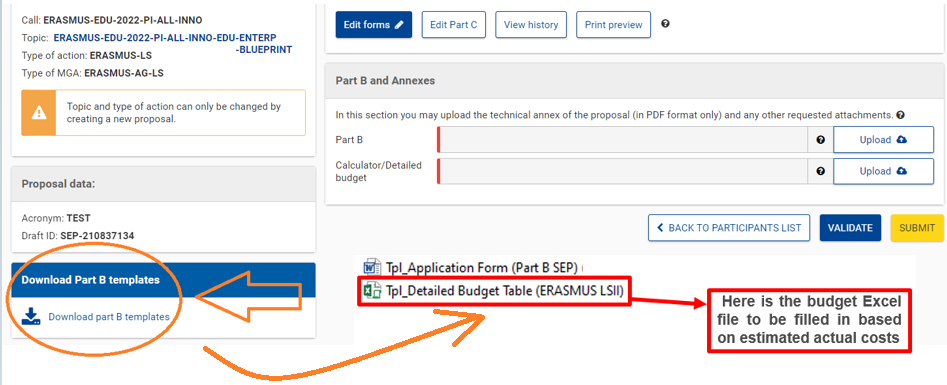 Call: ERASMUS-EDU-2022-PI-ALL-INNO
Topic: ERASMUS-EDU-2022-PI-ALL-INNO-EDU-ENTERP
-BLUEPRINT
Type of action: ERASMUS-LS
Type of MGA: ERASMUS-AG-LS
Topic and type of action can only be changed by
creating a new proposal.
Proposal data:
Acronym: TEST
Draft ID: SEP-210837134
Download Part B templates
Download part B templates
Edit forms
Edit Part C
View history
Print preview
Part B and Annexes
In this section you may upload the technical annex of the proposal (in PDF format only) and any other requested attachments.
Part B
Upload
Calculator/Detailed
budget
Upload
BACK TO PARTICIPANTS LIST
VALIDATE
SUBMIT
Tpl_Application Form (Part B SEP)
Tpl_Detailed Budget Table (ERASMUS LSII)
Here is the budget Excel
file to be filled in based
on estimated actual costs